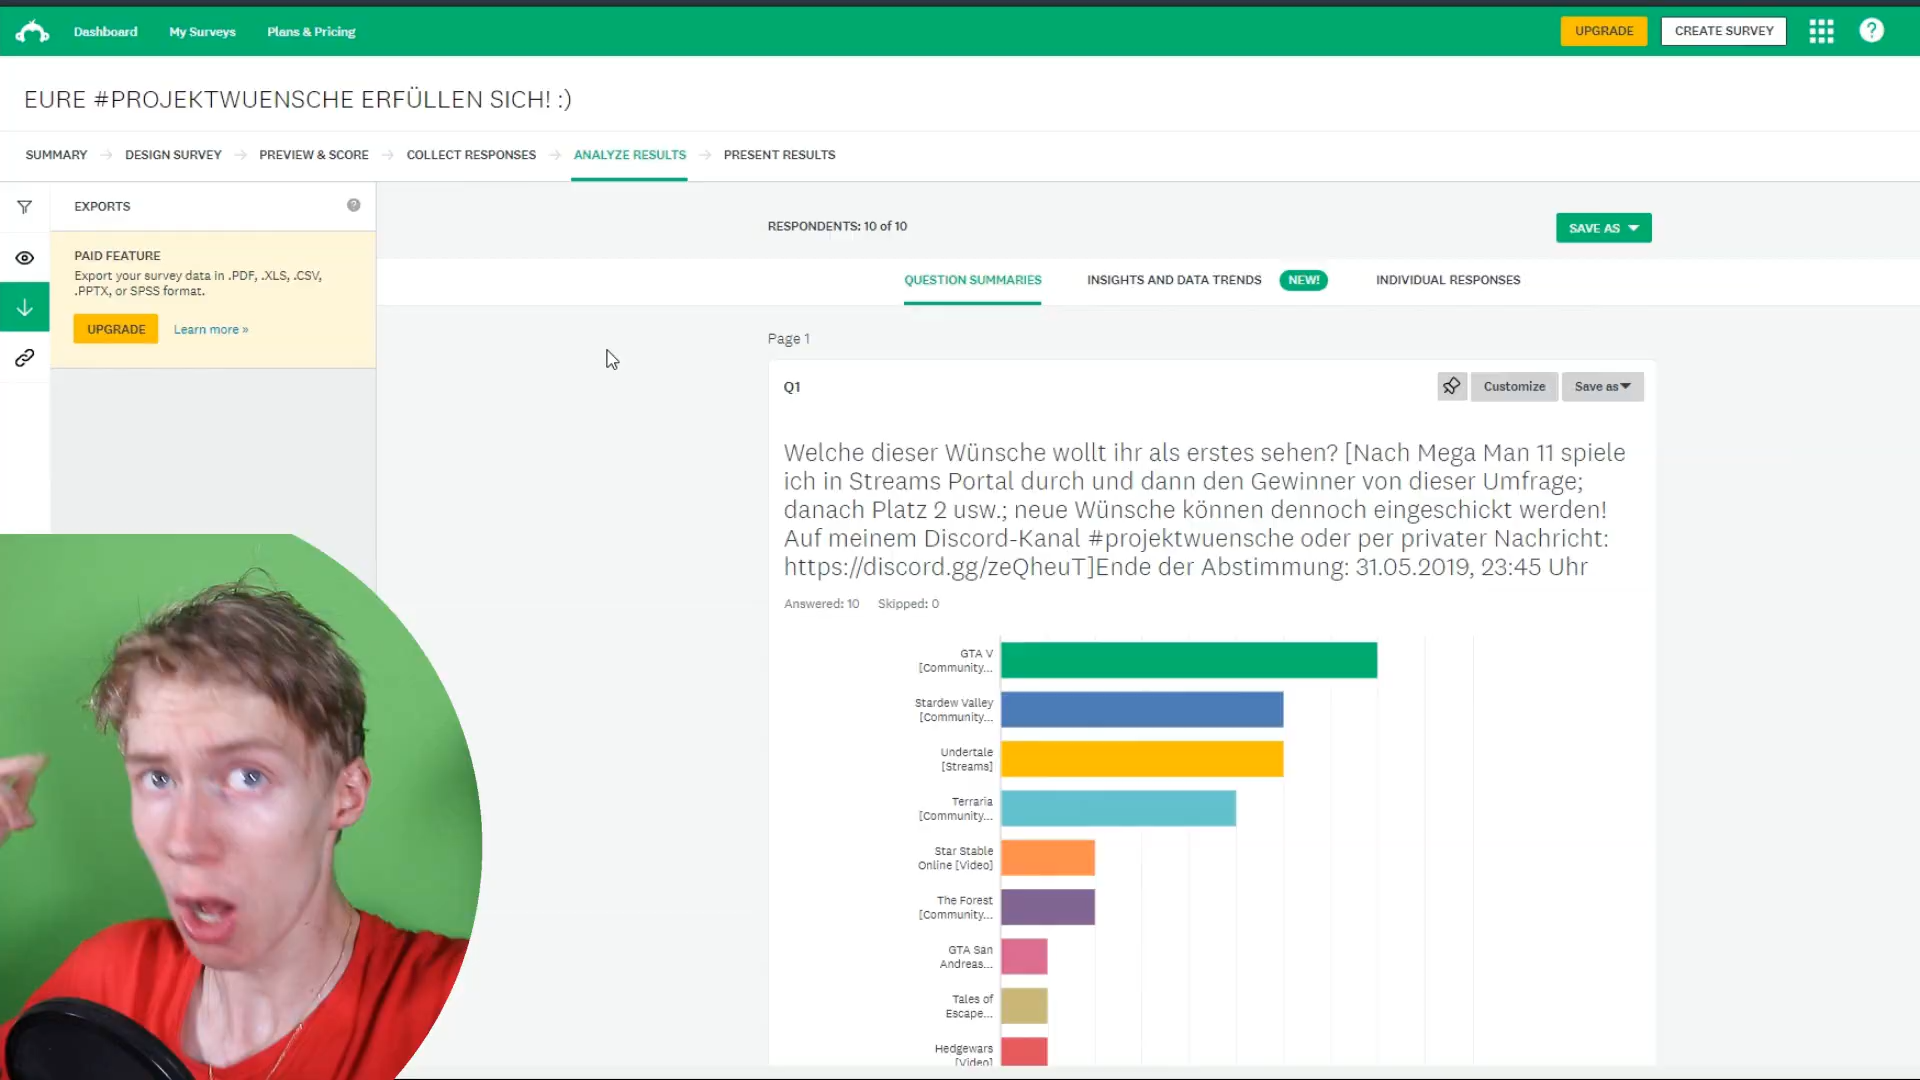 Dashboard
My Surveys
Plans & Pricing
UPGRADE
CREATE SURVEY
?
EURE #PROJEKTWUENSCHE ERFÜLLEN SICH! :)
SUMMARY
DESIGN SURVEY
PREVIEW & SCORE
COLLECT RESPONSES
ANALYZE RESULTS
PRESENT RESULTS
EXPORTS
?
PAID FEATURE
Export your survey data in .PDF, .XLS, .CSV,
.PPTX, or SPSS format.
UPGRADE
Learn more »
RESPONDENTS: 10 of 10
SAVE AS
QUESTION SUMMARIES
INSIGHTS AND DATA TRENDS
NEW!
INDIVIDUAL RESPONSES
Page 1
Q1
Customize
Save as
Welche dieser Wünsche wollt ihr als erstes sehen? [Nach Mega Man 11 spiele
ich in Streams Portal durch und dann den Gewinner von dieser Umfrage;
danach Platz 2 usw.; neue Wünsche können dennoch eingeschickt werden!
Auf meinem Discord-Kanal #projektwuensche oder per privater Nachricht:
https://discord.gg/zeQheuT]Ende der Abstimmung: 31.05.2019, 23:45 Uhr
Answered: 10
Skipped: 0
GTA V
[Community...
Stardew Valley
[Community...
Undertale
[Streams]
Terraria
[Community...
Star Stable
Online [Video]
The Forest
[Community...
GTA San
Andreas...
Tales of
Escape...
Hedgewars
[Video]